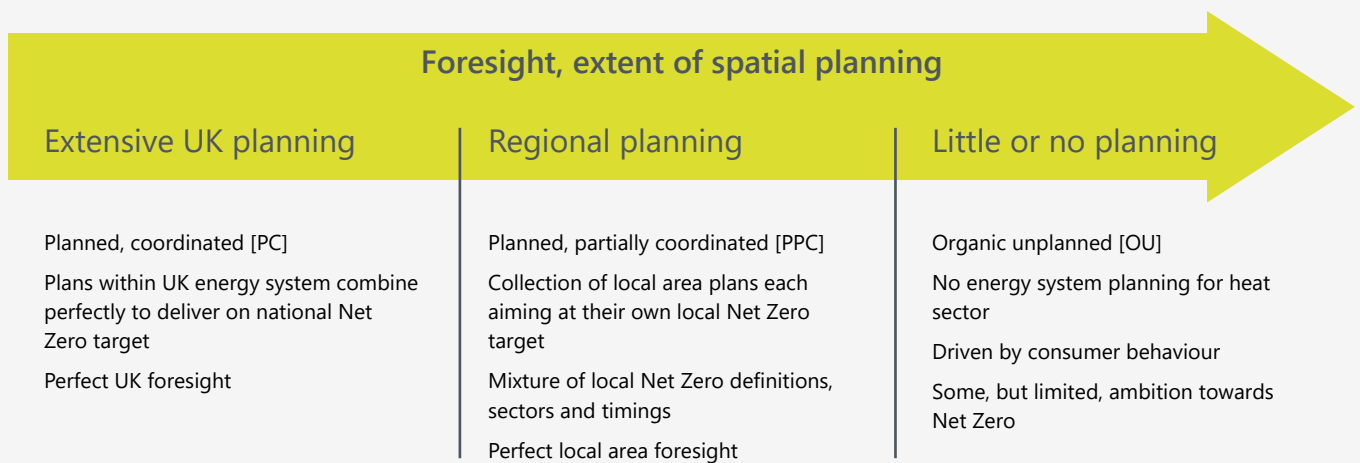 Foresight, extent of spatial planning
Extensive UK planning
Planned, coordinated [PC]
Plans within UK energy system combine
perfectly to deliver on national Net
Zero target
Perfect UK foresight
Regional planning
Planned, partially coordinated [PPC]
Collection of local area plans each
aiming at their own local Net Zero
target
Mixture of local Net Zero definitions,
sectors and timings
Perfect local area foresight
Little or no planning
Organic unplanned [OU]
No energy system planning for heat
sector
Driven by consumer behaviour
Some, but limited, ambition towards
Net Zero